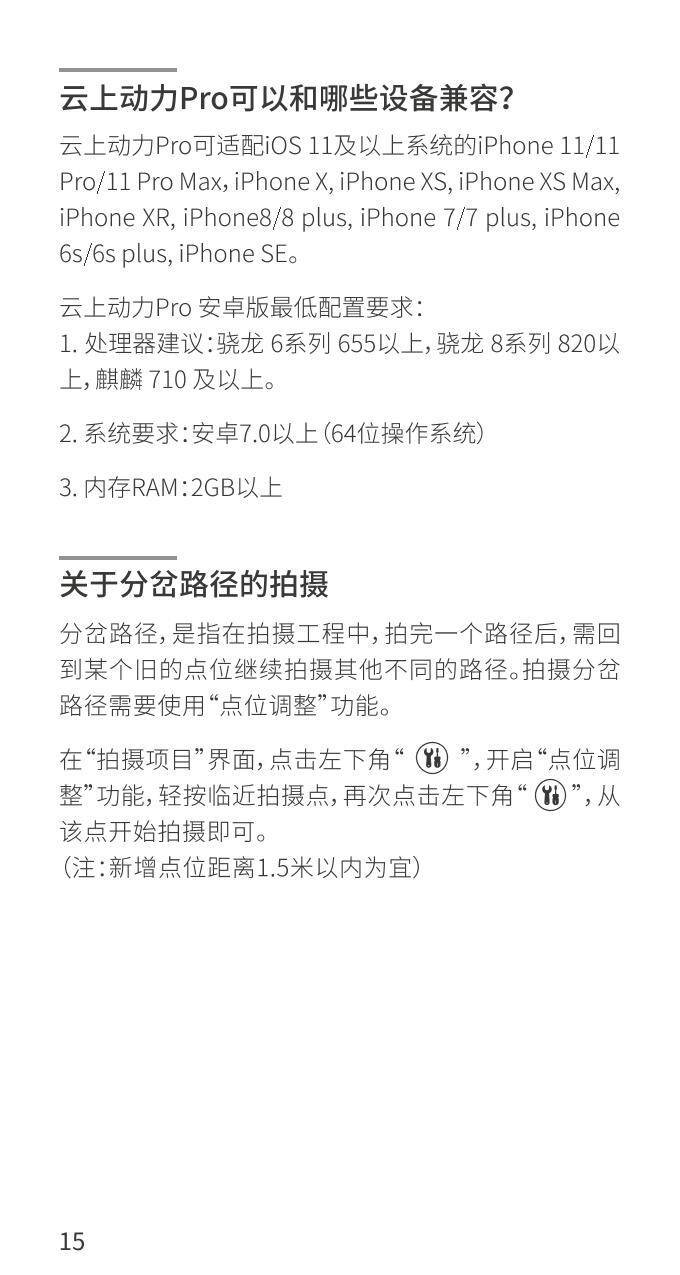 云上动力Pro可以和哪些设备兼容？
云上动力Pro可适配iOS 11及以上系统的iPhone 11/11
Pro/11 Pro Max，iPhone X, iPhone XS, iPhone XS Max,
iPhone XR, iPhone8/8 plus, iPhone 7/7 plus, iPhone
6s/6s plus, iPhone SE。
云上动力Pro 安卓版最低配置要求：
1. 处理器建议：骁龙 6系列 655以上，骁龙 8系列 820以
上，麒麟 710 及以上。
2. 系统要求：安卓7.0以上（64位操作系统）
3. 内存RAM：2GB以上
关于分岔路径的拍摄
分岔路径，是指在拍摄工程中，拍完一个路径后，需回
到某个旧的点位继续拍摄其他不同的路径。拍摄分岔
路径需要使用“点位调整”功能。
在“拍摄项目”界面，点击左下角“ ”，开启“点位调
整”功能，轻按临近拍摄点，再次点击左下角“ ”，从
该点开始拍摄即可。
（注：新增点位距离1.5米以内为宜）
15